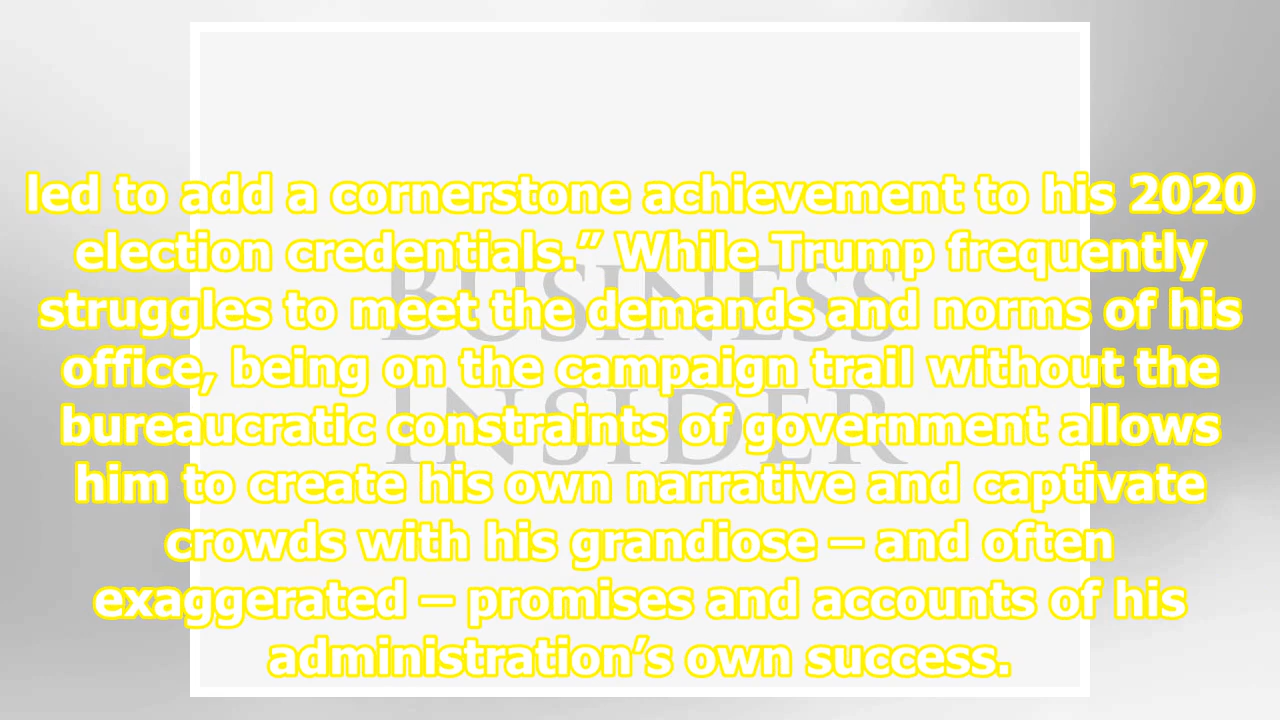 led to add a cornerstone achievement to his 2020
election credentials.” While Trump frequently
struggles to meet the demands and norms of his
office, being on the campaign trail without the
bureaucratic constraints of government allows
him to create his own narrative and captivate
crowds with his grandiose — and often
exaggerated — promises and accounts of his
administration’s own success.
BUSINESS
INSIDER